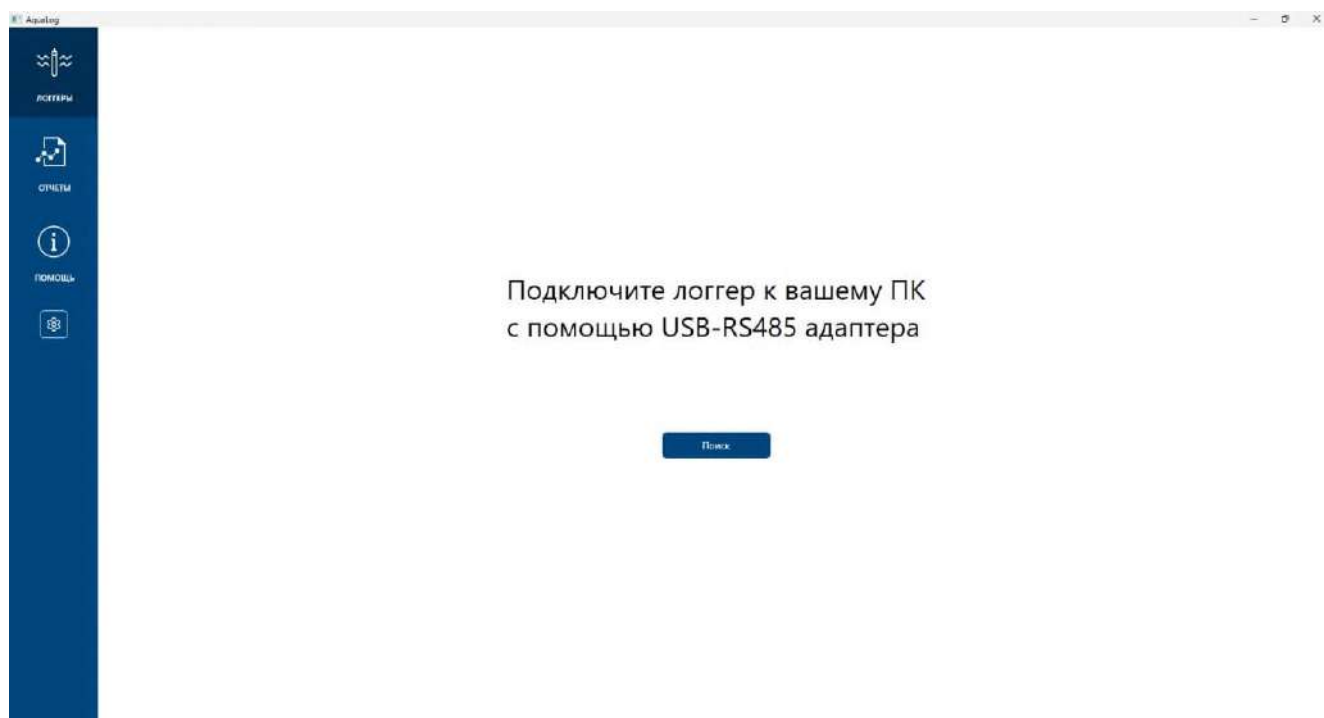 AquaLog
ЛОГГЕРЫ
ОТЧЕТЫ
ПОМОЩЬ
Подключите логгер к вашему ПК
с помощью USB-RS485 адаптера
Поиск